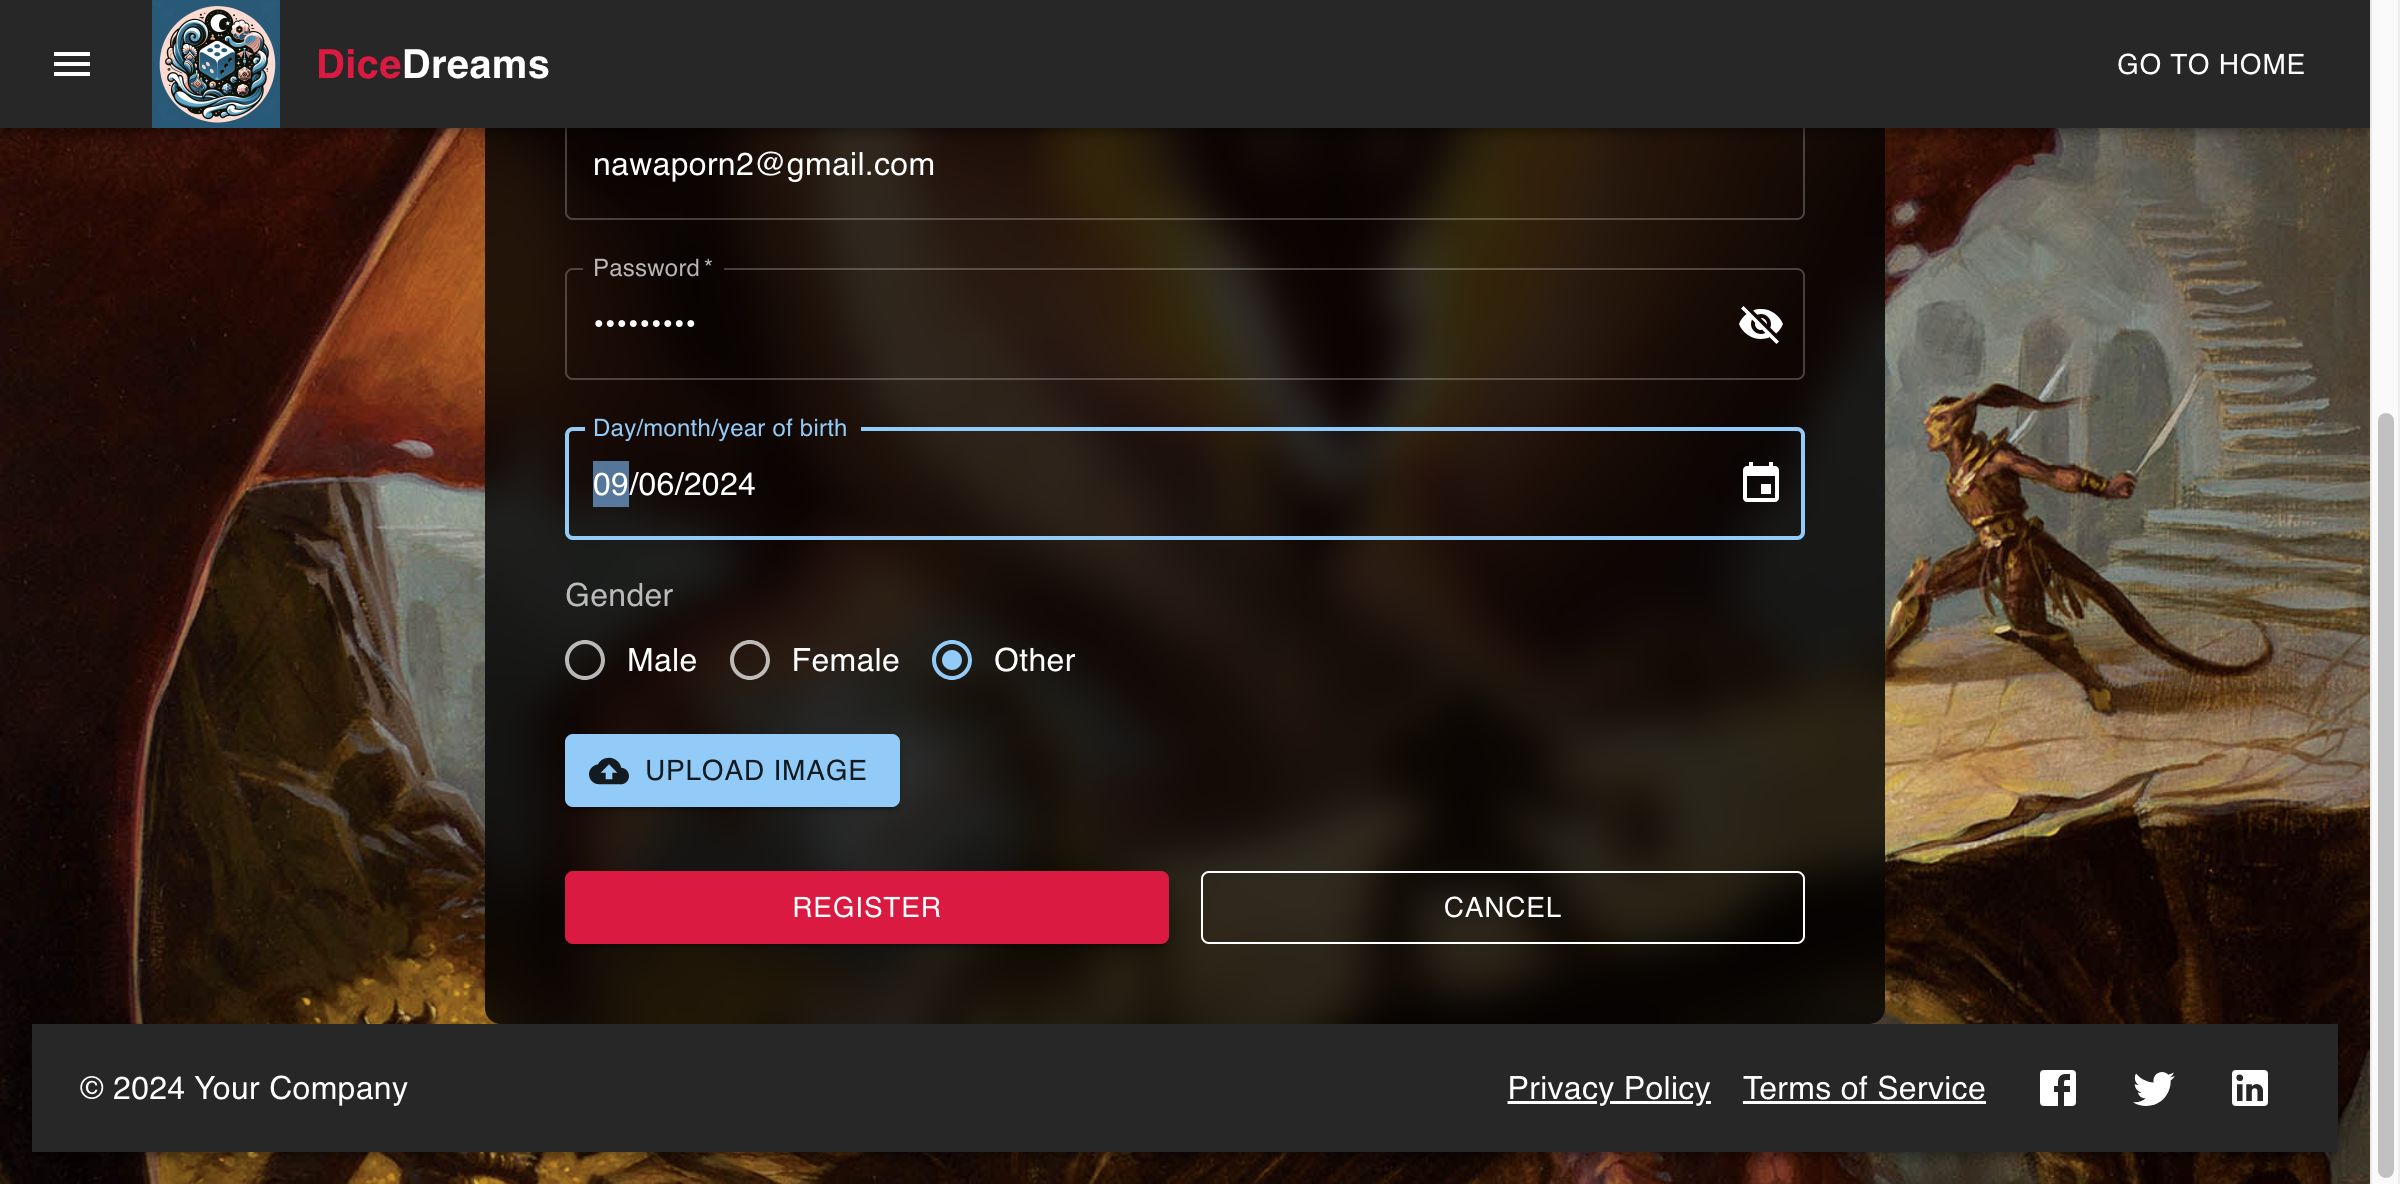 DiceDreams
GO TO HOME
nawaporn2@gmail.com
Password *
•••••••••
Day/month/year of birth
09/06/2024
Gender
Male
Female
Other
UPLOAD IMAGE
REGISTER
CANCEL
© 2024 Your Company
Privacy Policy
Terms of Service